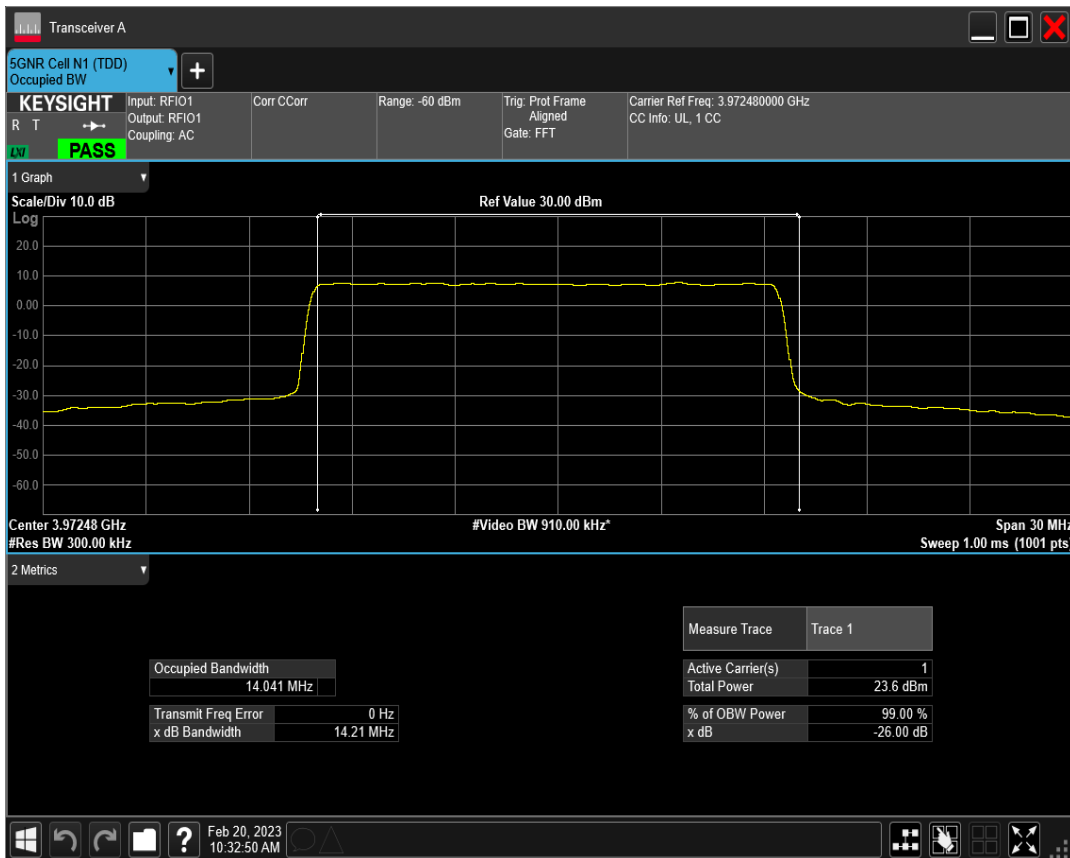 Transceiver A
5GNR Cell N1 (TDD)
Occupied BW
KEYSIGHT
R T
LXI
PASS
Input: RFIO1
Output: RFIO1
Coupling: AC
Corr CCorr
Range: -60 dBm
Trig: Prot Frame
Aligned
Gate: FFT
Carrier Ref Freq: 3.972480000 GHz
CC Info: UL, 1 CC
1 Graph
Scale/Div 10.0 dB
Ref Value 30.00 dBm
Log
20.0
10.0
0.00
-10.0
-20.0
-30.0
-40.0
-50.0
-60.0
Center 3.97248 GHz
#Video BW 910.00 kHz*
Span 30 MHz
#Res BW 300.00 kHz
Sweep 1.00 ms (1001 pts)
2 Metrics
Measure Trace Trace 1
Occupied Bandwidth
14.041 MHz
Active Carrier(s) 1
Total Power 23.6 dBm
Transmit Freq Error 0 Hz
x dB Bandwidth 14.21 MHz
% of OBW Power 99.00 %
x dB -26.00 dB
?
Feb 20, 2023
10:32:50 AM